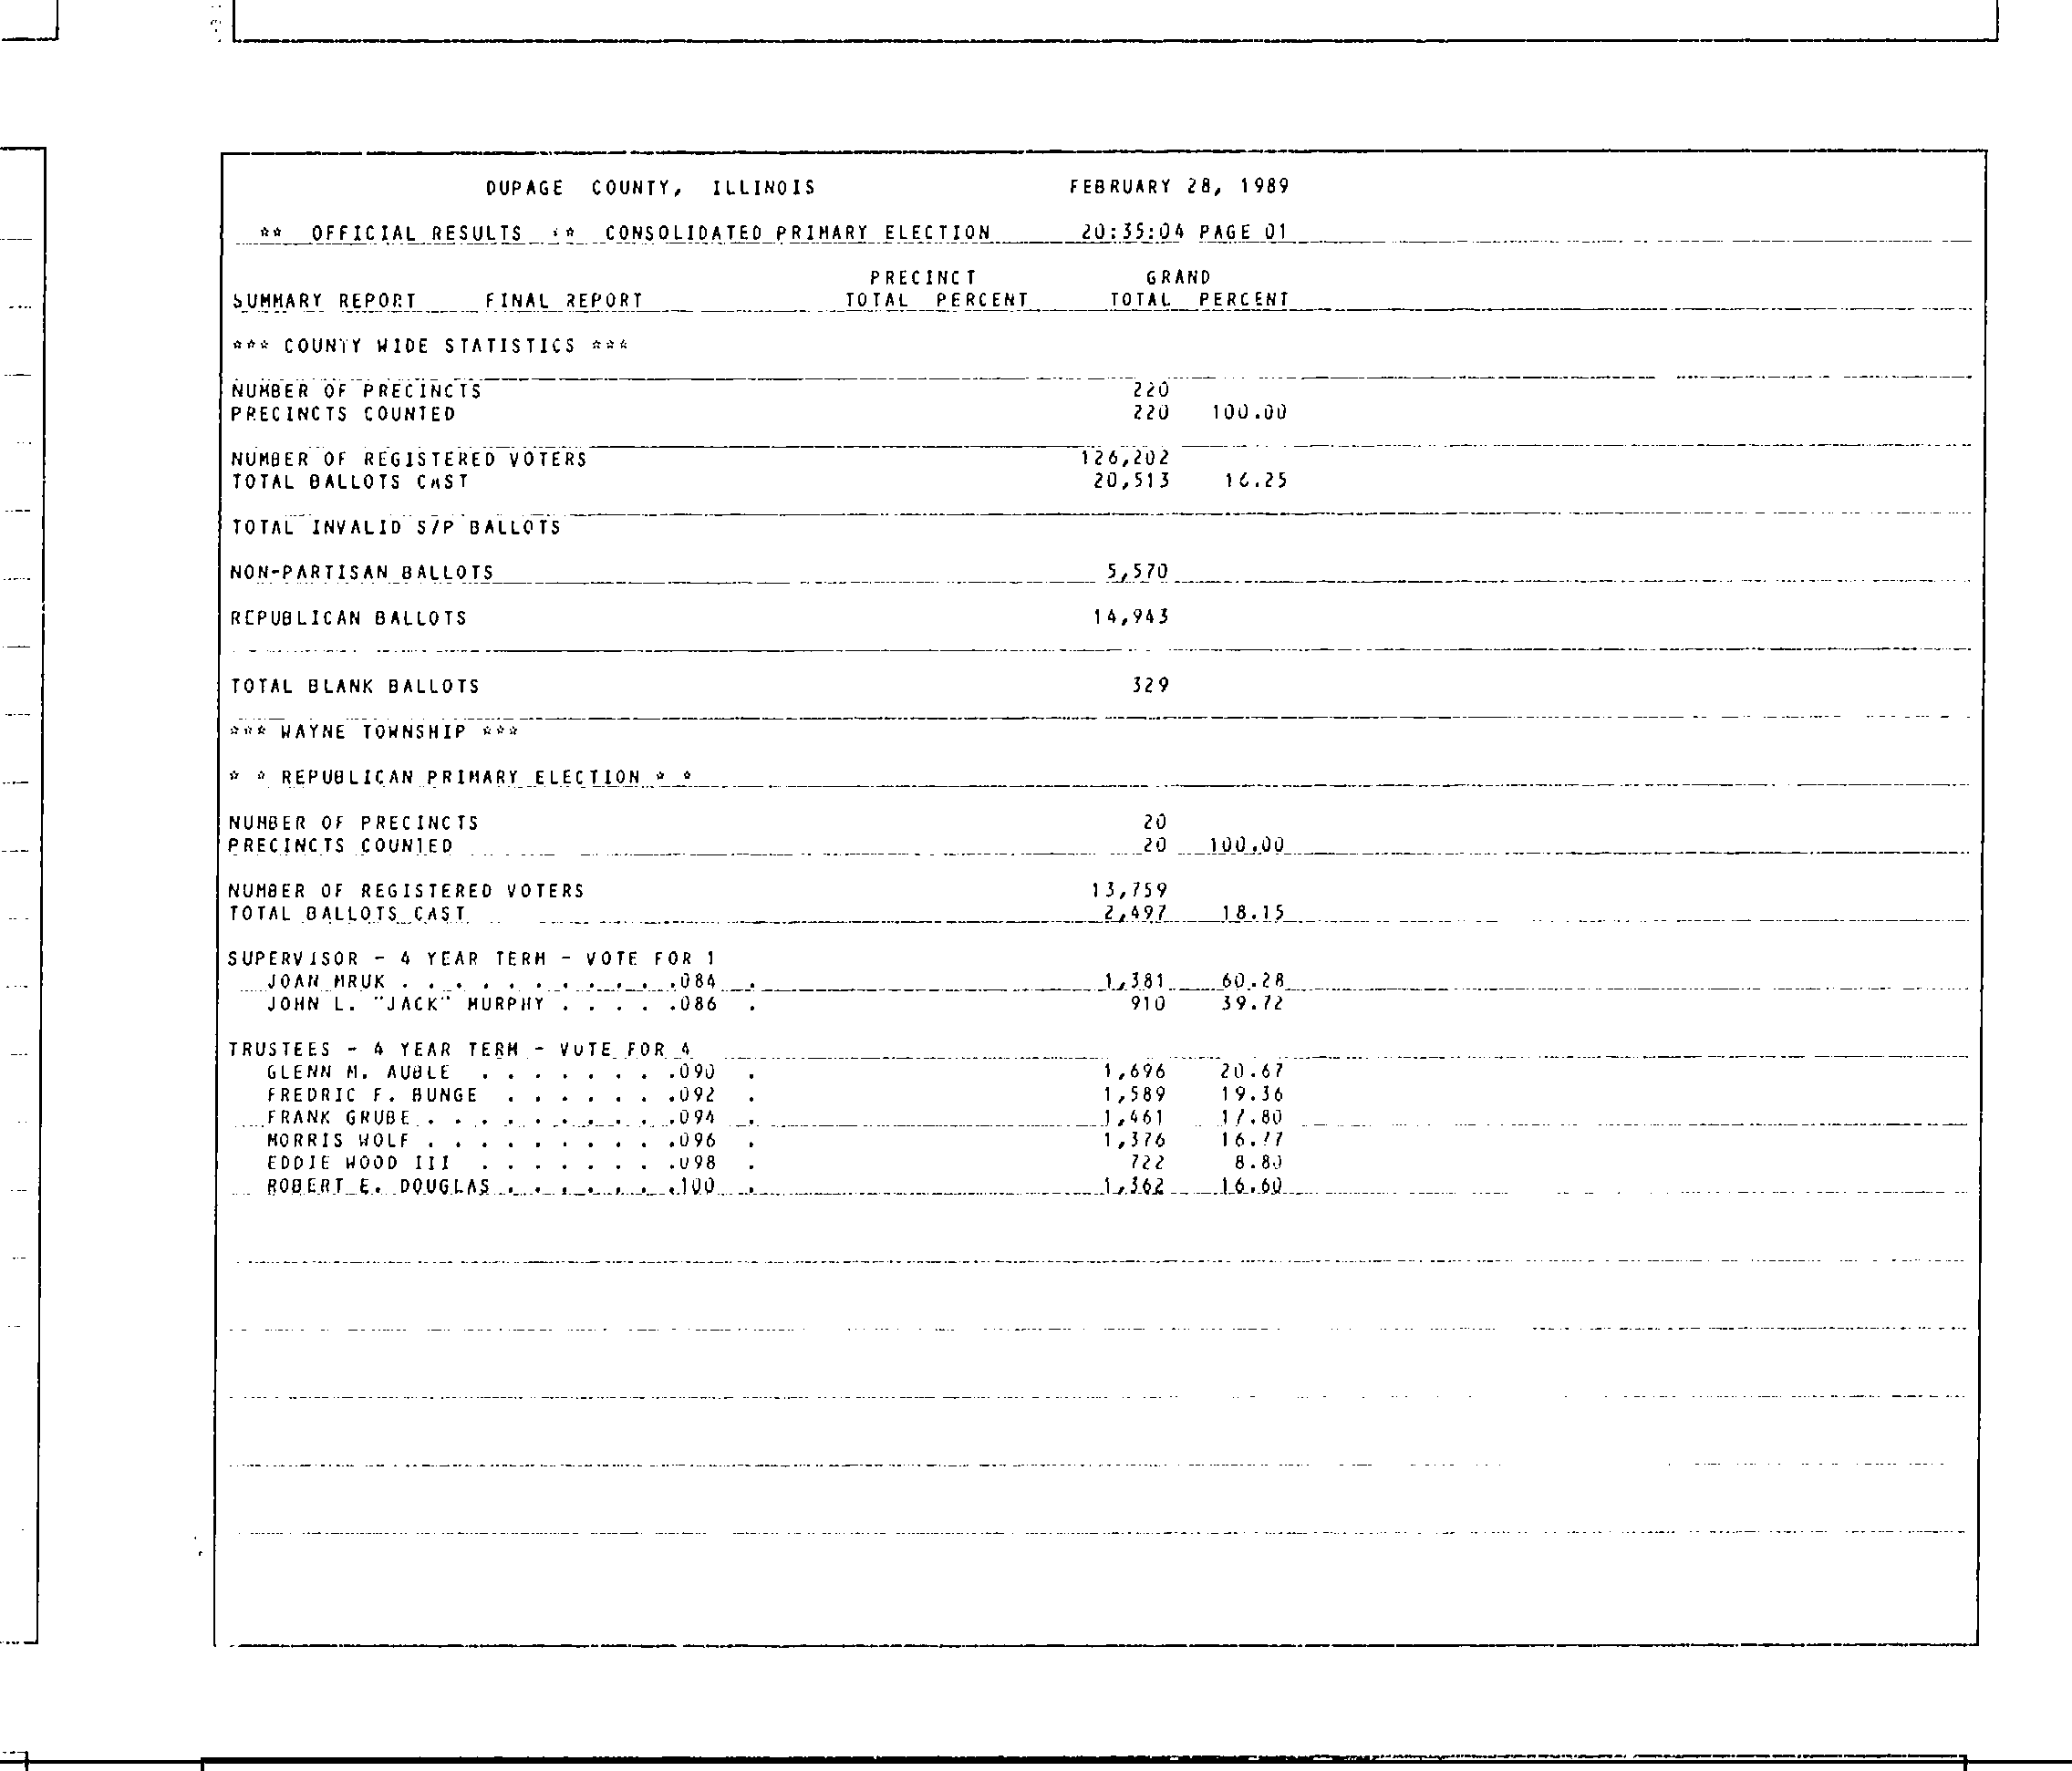 DUPAGE COUNTY, ILLINOIS FEBRUARY 28, 1989
** OFFICIAL RESULTS ** CONSOLIDATED PRIMARY ELECTION 20:35:04 PAGE 01
PRECINCT GRAND
SUMMARY REPORT FINAL REPORT TOTAL PERCENT TOTAL PERCENT
*** COUNTY WIDE STATISTICS ***
NUMBER OF PRECINCTS 220
PRECINCTS COUNTED 220 100.00
NUMBER OF REGISTERED VOTERS 126,202
TOTAL BALLOTS CAST 20,513 16.25
TOTAL INVALID S/P BALLOTS
NON-PARTISAN BALLOTS 5,570
REPUBLICAN BALLOTS 14,943
TOTAL BLANK BALLOTS 329
*** WAYNE TOWNSHIP ***
* * REPUBLICAN PRIMARY ELECTION * *
NUMBER OF PRECINCTS 20
PRECINCTS COUNTED 20 100.00
NUMBER OF REGISTERED VOTERS 13,759
TOTAL BALLOTS CAST 2,497 18.15
SUPERVISOR - 4 YEAR TERM - VOTE FOR 1
JOAN MRUK . . . . . . . . . . .084 . 1,381 60.28
JOHN L. "JACK" MURPHY . . . . .086 . 910 39.72
TRUSTEES - 4 YEAR TERM - VOTE FOR 4
GLENN M. AUBLE . . . . . . . .090 . 1,696 20.67
FREDRIC F. BUNGE . . . . . . .092 . 1,589 19.36
FRANK GRUBE . . . . . . . . . .094 . 1,461 17.80
MORRIS WOLF . . . . . . . . . .096 . 1,376 16.77
EDDIE WOOD III . . . . . . . .098 . 722 8.80
ROBERT E. DOUGLAS . . . . . . .100 . 1,362 16.60